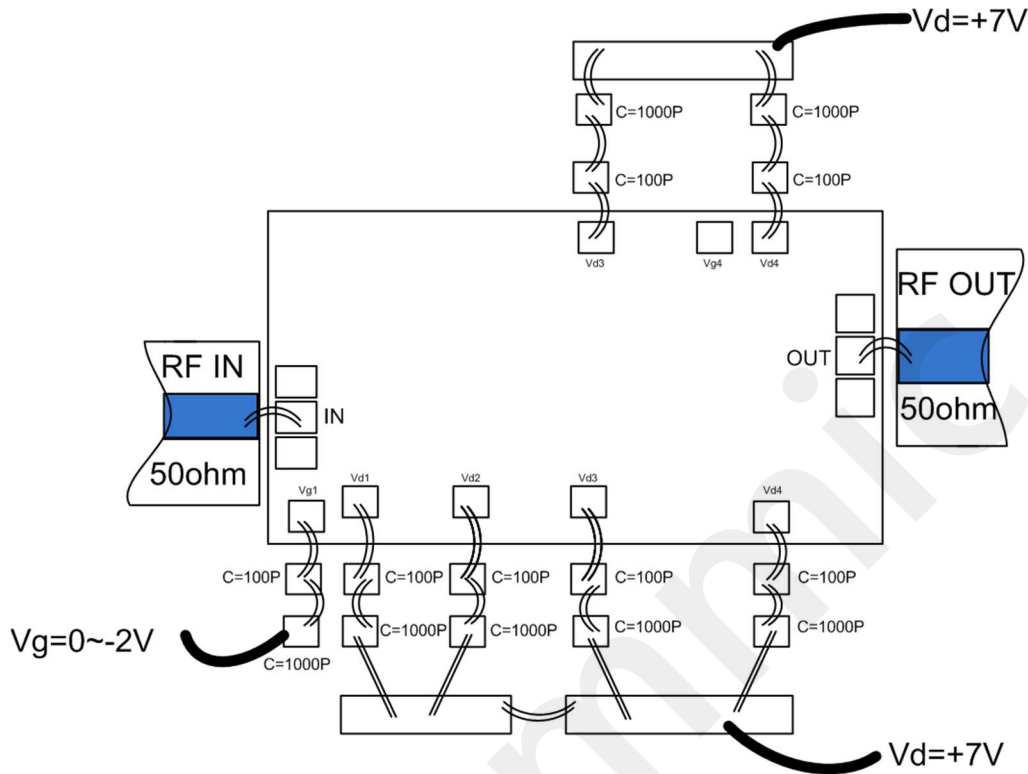 Vd=+7V
C=1000P
C=1000P
C=100P
C=100P
Vd3
Vg4
Vd4
RF OUT
RF IN
OUT
IN
50ohm
50ohm
Vg1
Vd1
Vd2
Vd3
Vd4
C=100P
C=100P
C=100P
C=100P
C=100P
Vg=0~-2V
C=1000P
C=1000P
C=1000P
C=1000P
C=1000P
Vd=+7V
mmic